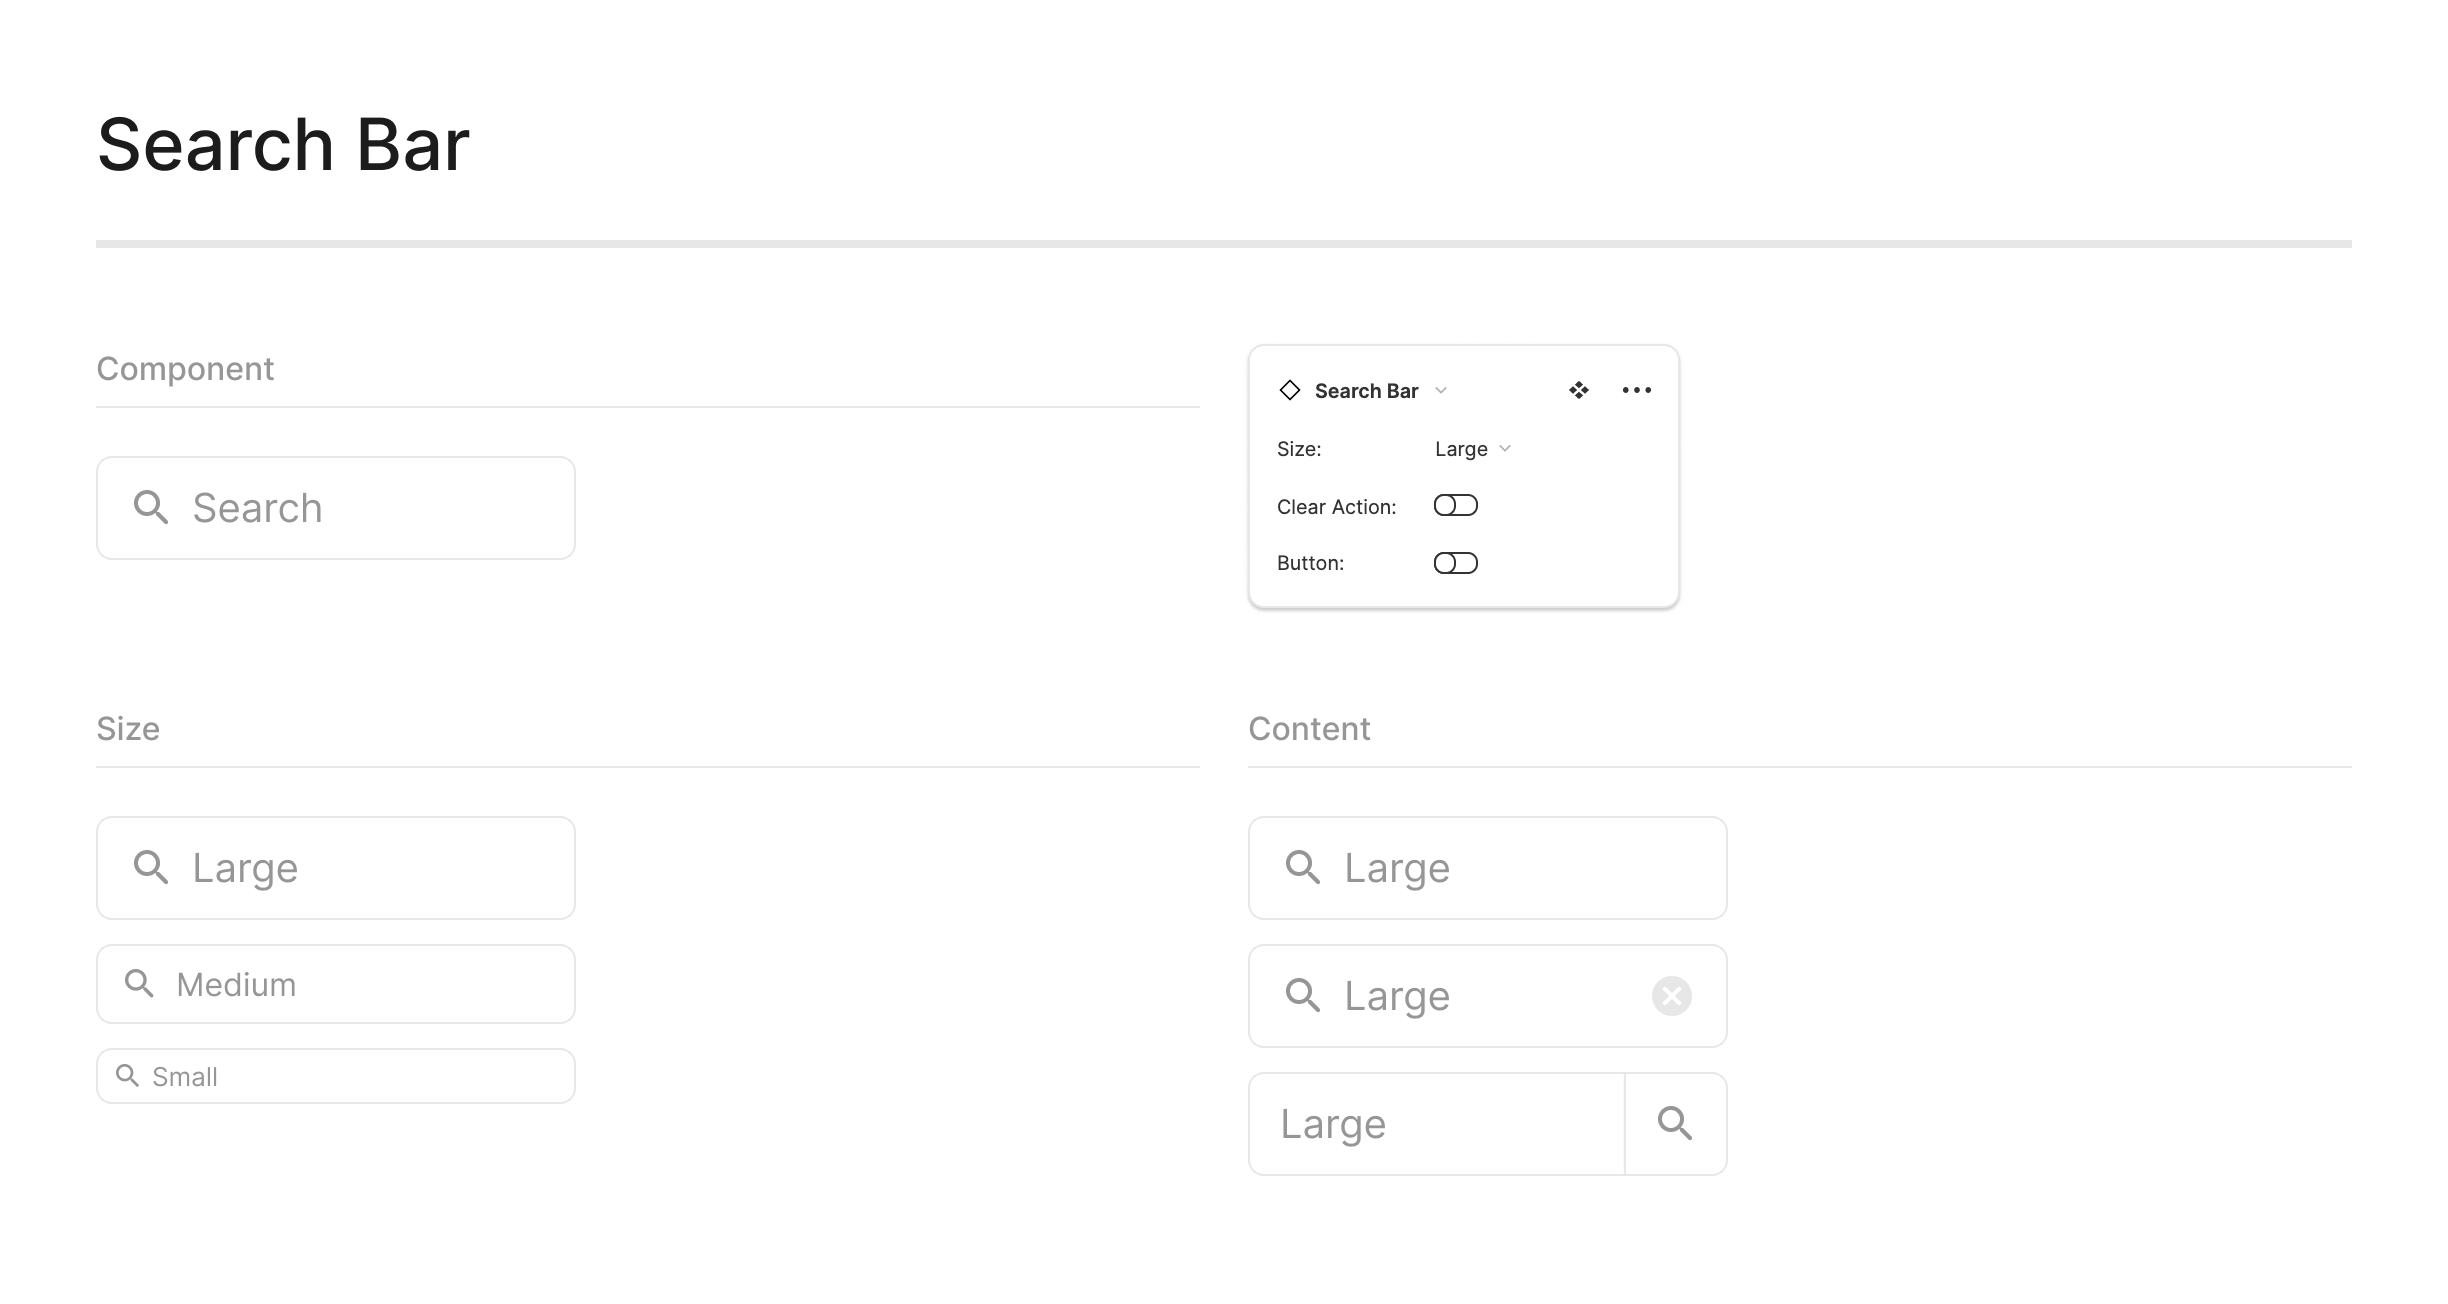 Search Bar
Component
Search
Search Bar
Size: Large
Clear Action:
Button:
Size
Large
Medium
Small
Content
Large
Large
Large